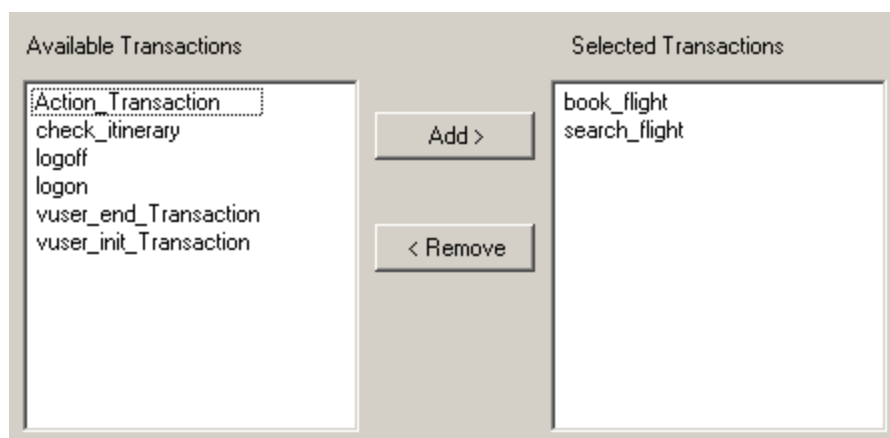 Available Transactions
Action_Transaction
check_itinerary
logoff
logon
vuser_end_Transaction
vuser_init_Transaction
Add >
< Remove
Selected Transactions
book_flight
search_flight